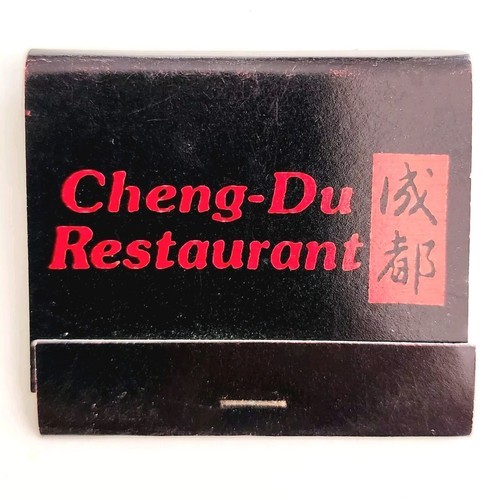 Cheng-Du
Restaurant
成都